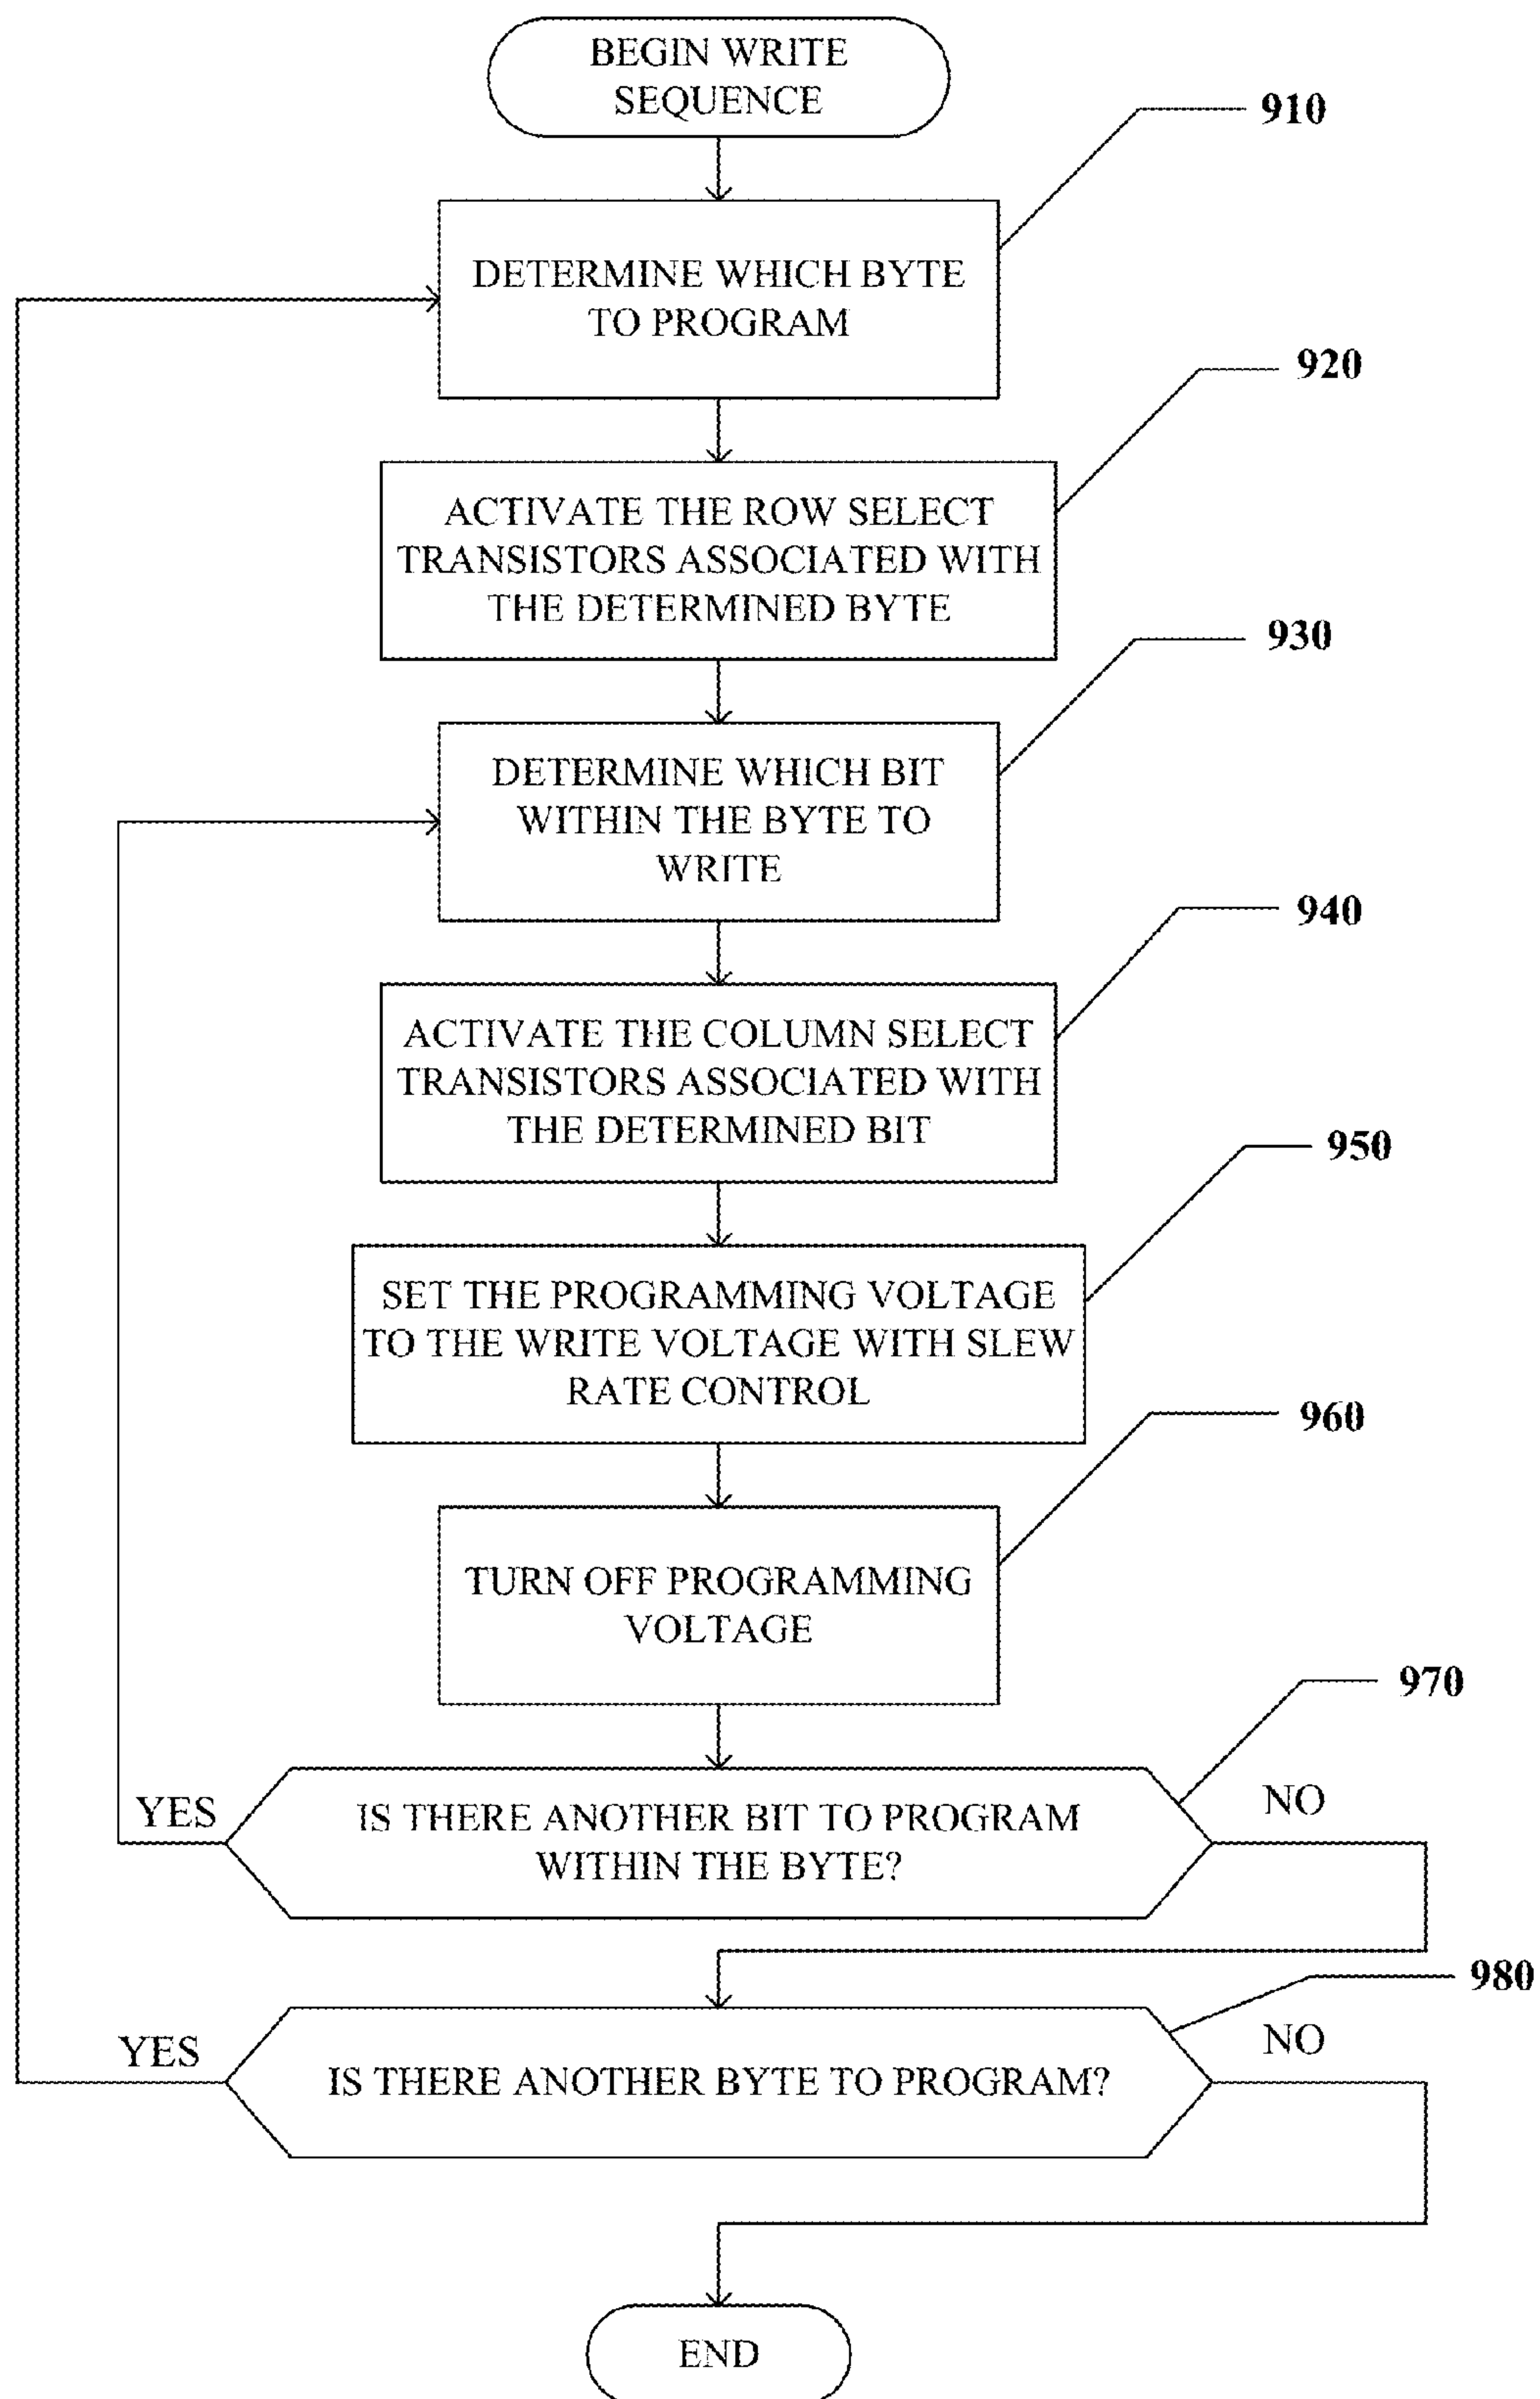 BEGIN WRITE
SEQUENCE
910
DETERMINE WHICH BYTE
TO PROGRAM
920
ACTIVATE THE ROW SELECT
TRANSISTORS ASSOCIATED WITH
THE DETERMINED BYTE
930
DETERMINE WHICH BIT
WITHIN THE BYTE TO
WRITE
940
ACTIVATE THE COLUMN SELECT
TRANSISTORS ASSOCIATED WITH
THE DETERMINED BIT
950
SET THE PROGRAMMING VOLTAGE
TO THE WRITE VOLTAGE WITH SLEW
RATE CONTROL
960
TURN OFF PROGRAMMING
VOLTAGE
970
YES
IS THERE ANOTHER BIT TO PROGRAM
WITHIN THE BYTE?
NO
980
YES
IS THERE ANOTHER BYTE TO PROGRAM?
NO
END